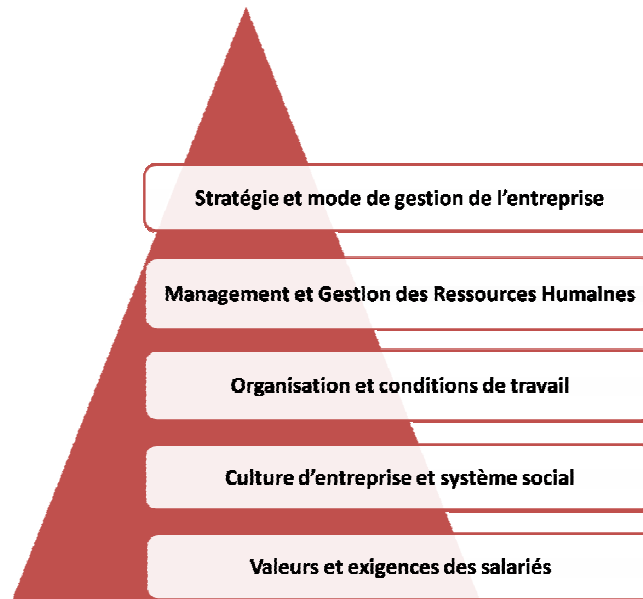 Stratégie et mode de gestion de l’entreprise
Management et Gestion des Ressources Humaines
Organisation et conditions de travail
Culture d’entreprise et système social
Valeurs et exigences des salariés